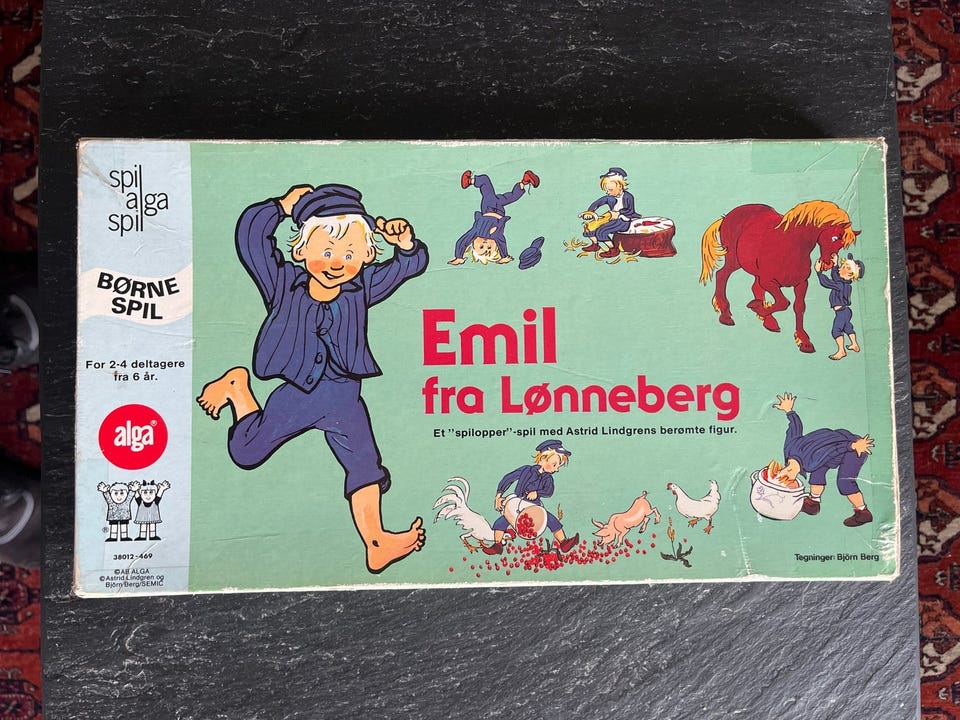 spil
alga
spil
BØRNE
SPIL
For 2-4 deltagere
fra 6 år.
alga®
®
38012-469
©AB ALGA
©Astrid Lindgren og
Björn Berg/SEMIC
Emil
fra Lønneberg
Et "spilopper"-spil med Astrid Lindgrens berømte figur.
Tegninger: Björn Berg